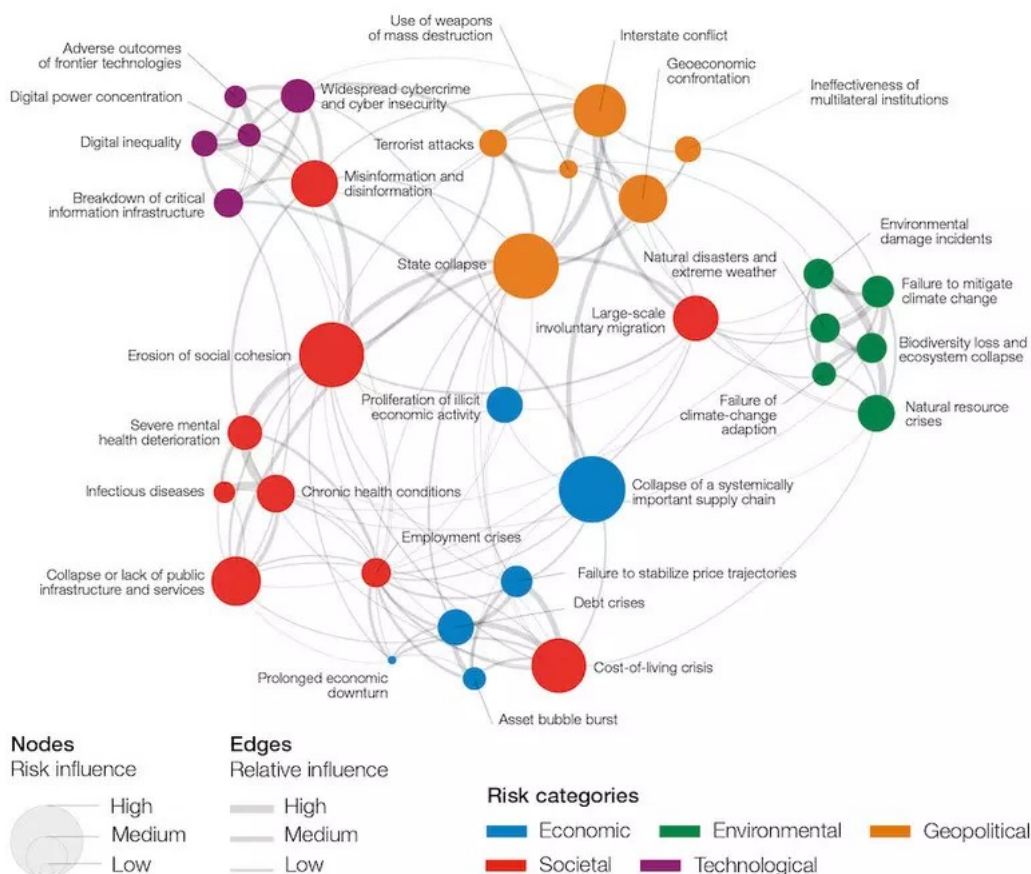 Use of weapons
of mass destruction
Interstate conflict
Adverse outcomes
of frontier technologies
Geoeconomic
confrontation
Digital power concentration
Widespread cybercrime
and cyber insecurity
Ineffectiveness of
multilateral institutions
Digital inequality
Terrorist attacks
Misinformation and
disinformation
Breakdown of critical
information infrastructure
Environmental
damage incidents
State collapse
Natural disasters and
extreme weather
Failure to mitigate
climate change
Large-scale
involuntary migration
Erosion of social cohesion
Biodiversity loss and
ecosystem collapse
Proliferation of illicit
economic activity
Failure of
climate-change
adaption
Natural resource
crises
Severe mental
health deterioration
Infectious diseases
Chronic health conditions
Collapse of a systemically
important supply chain
Employment crises
Collapse or lack of public
infrastructure and services
Failure to stabilize price trajectories
Debt crises
Prolonged economic
downturn
Cost-of-living crisis
Asset bubble burst
Nodes
Risk influence
High
Medium
Low
Edges
Relative influence
High
Medium
Low
Risk categories
Economic
Environmental
Geopolitical
Societal
Technological